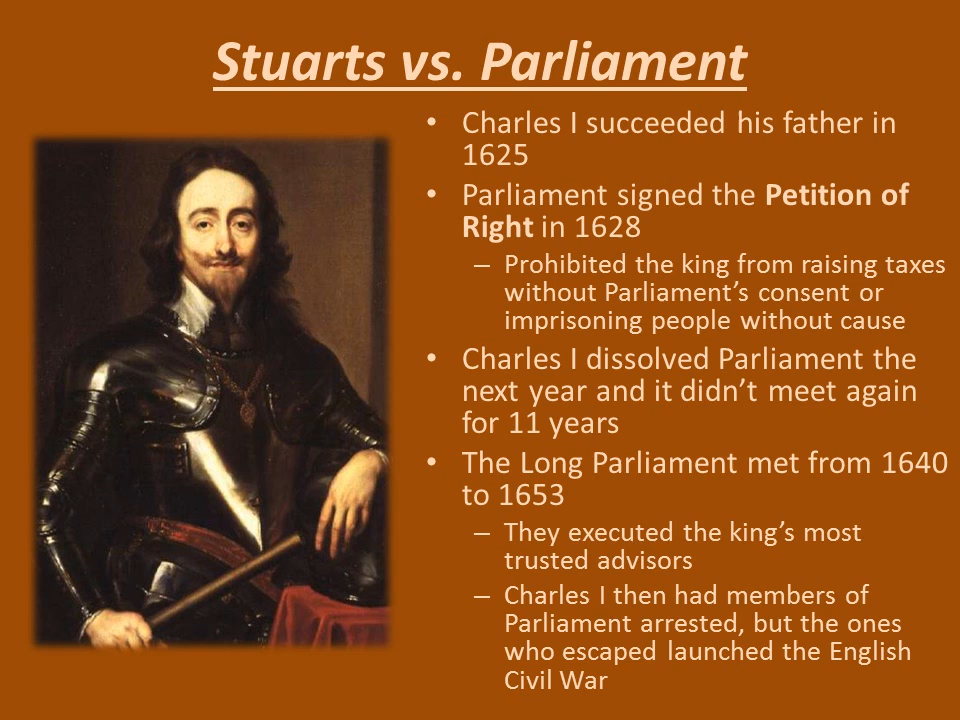 Stuarts vs. Parliament
• Charles I succeeded his father in
1625
• Parliament signed the Petition of
Right in 1628
– Prohibited the king from raising taxes
without Parliament’s consent or
imprisoning people without cause
• Charles I dissolved Parliament the
next year and it didn’t meet again
for 11 years
• The Long Parliament met from 1640
to 1653
– They executed the king’s most
trusted advisors
– Charles I then had members of
Parliament arrested, but the ones
who escaped launched the English
Civil War